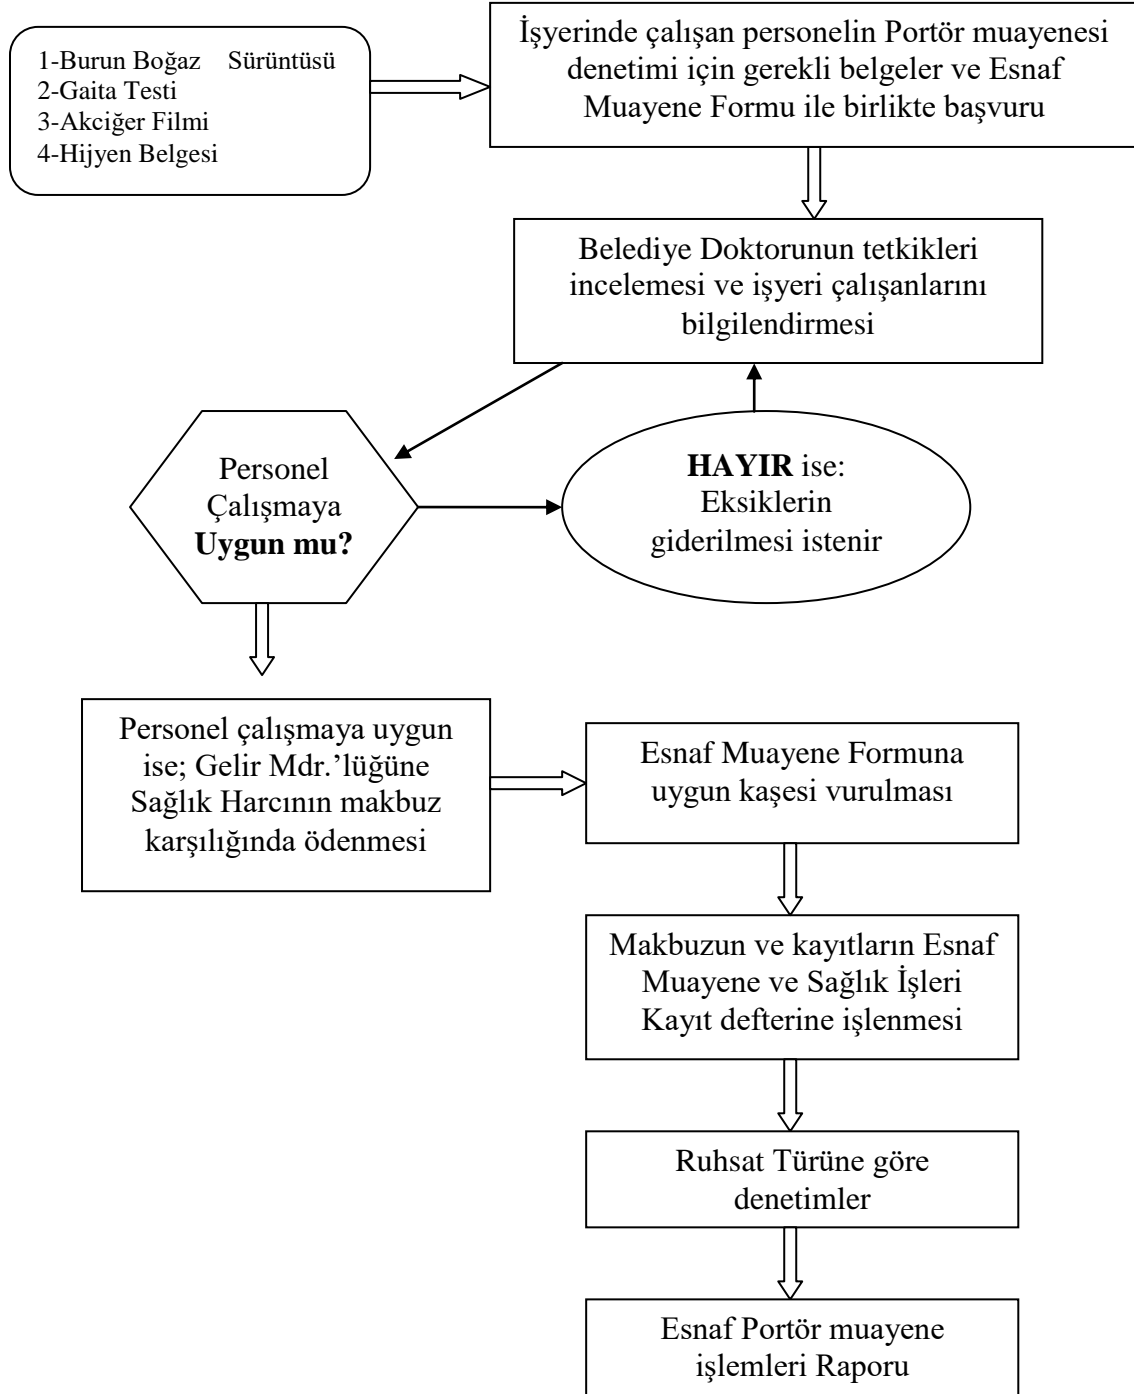 1-Burun Boğaz Sürüntüsü
2-Gaita Testi
3-Akciğer Filmi
4-Hijyen Belgesi
İşyerinde çalışan personelin Portör muayenesi
denetimi için gerekli belgeler ve Esnaf
Muayene Formu ile birlikte başvuru
Belediye Doktorunun tetkikleri
incelemesi ve işyeri çalışanlarını
bilgilendirmesi
Personel
Çalışmaya
Uygun mu?
HAYIR ise:
Eksiklerin
giderilmesi istenir
Personel çalışmaya uygun
ise; Gelir Mdr.’lüğüne
Sağlık Harcının makbuz
karşılığında ödenmesi
Esnaf Muayene Formuna
uygun kaşesi vurulması
Makbuzun ve kayıtların Esnaf
Muayene ve Sağlık İşleri
Kayıt defterine işlenmesi
Ruhsat Türüne göre
denetimler
Esnaf Portör muayene
işlemleri Raporu